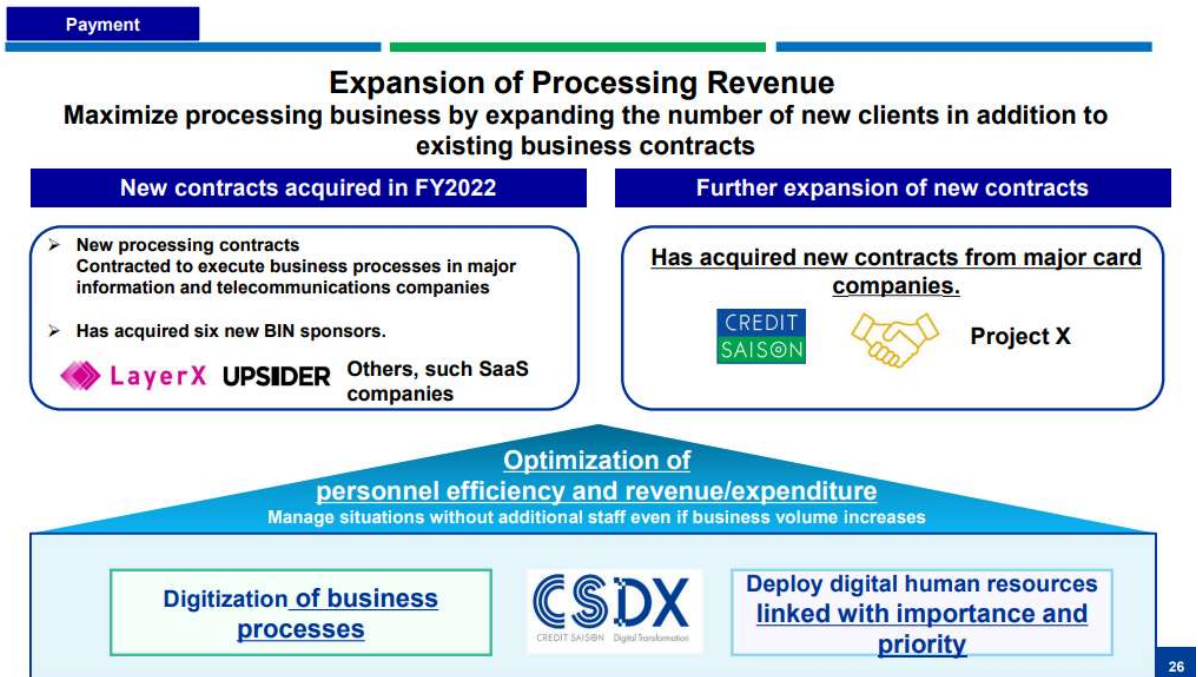 Payment
Expansion of Processing Revenue
Maximize processing business by expanding the number of new clients in addition to
existing business contracts
New contracts acquired in FY2022
➢ New processing contracts
Contracted to execute business processes in major
information and telecommunications companies
➢ Has acquired six new BIN sponsors.
LayerX UPSIDER Others, such SaaS
companies
Further expansion of new contracts
Has acquired new contracts from major card
companies.
CREDIT
SAISON
Project X
Optimization of
personnel efficiency and revenue/expenditure
Manage situations without additional staff even if business volume increases
Digitization of business
processes
CSDX
CREDIT SAISON Digital Transformation
Deploy digital human resources
linked with importance and
priority
26